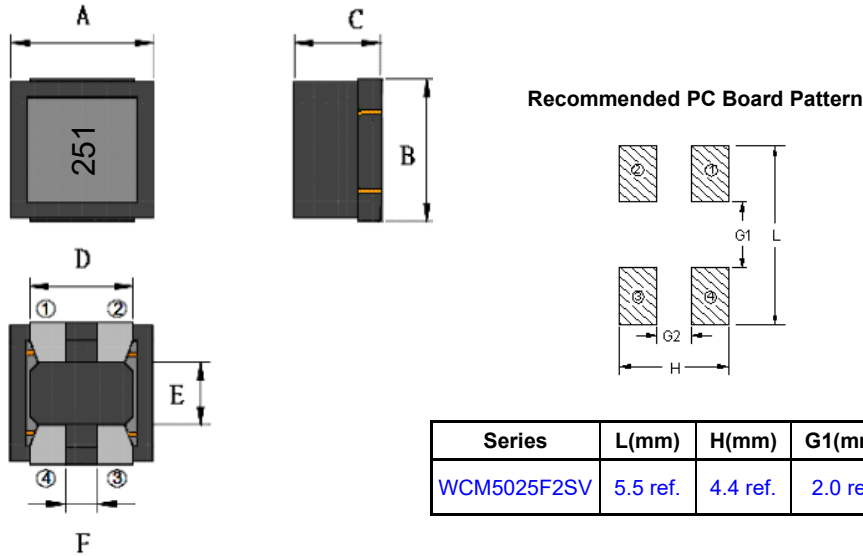 A
C
251
B
Recommended PC Board Pattern
② ①
G1 L
③ ④
G2
H
D
① ②
E
④ ③
F
Series L(mm) H(mm) G1(m
WCM5025F2SV 5.5 ref. 4.4 ref. 2.0 re